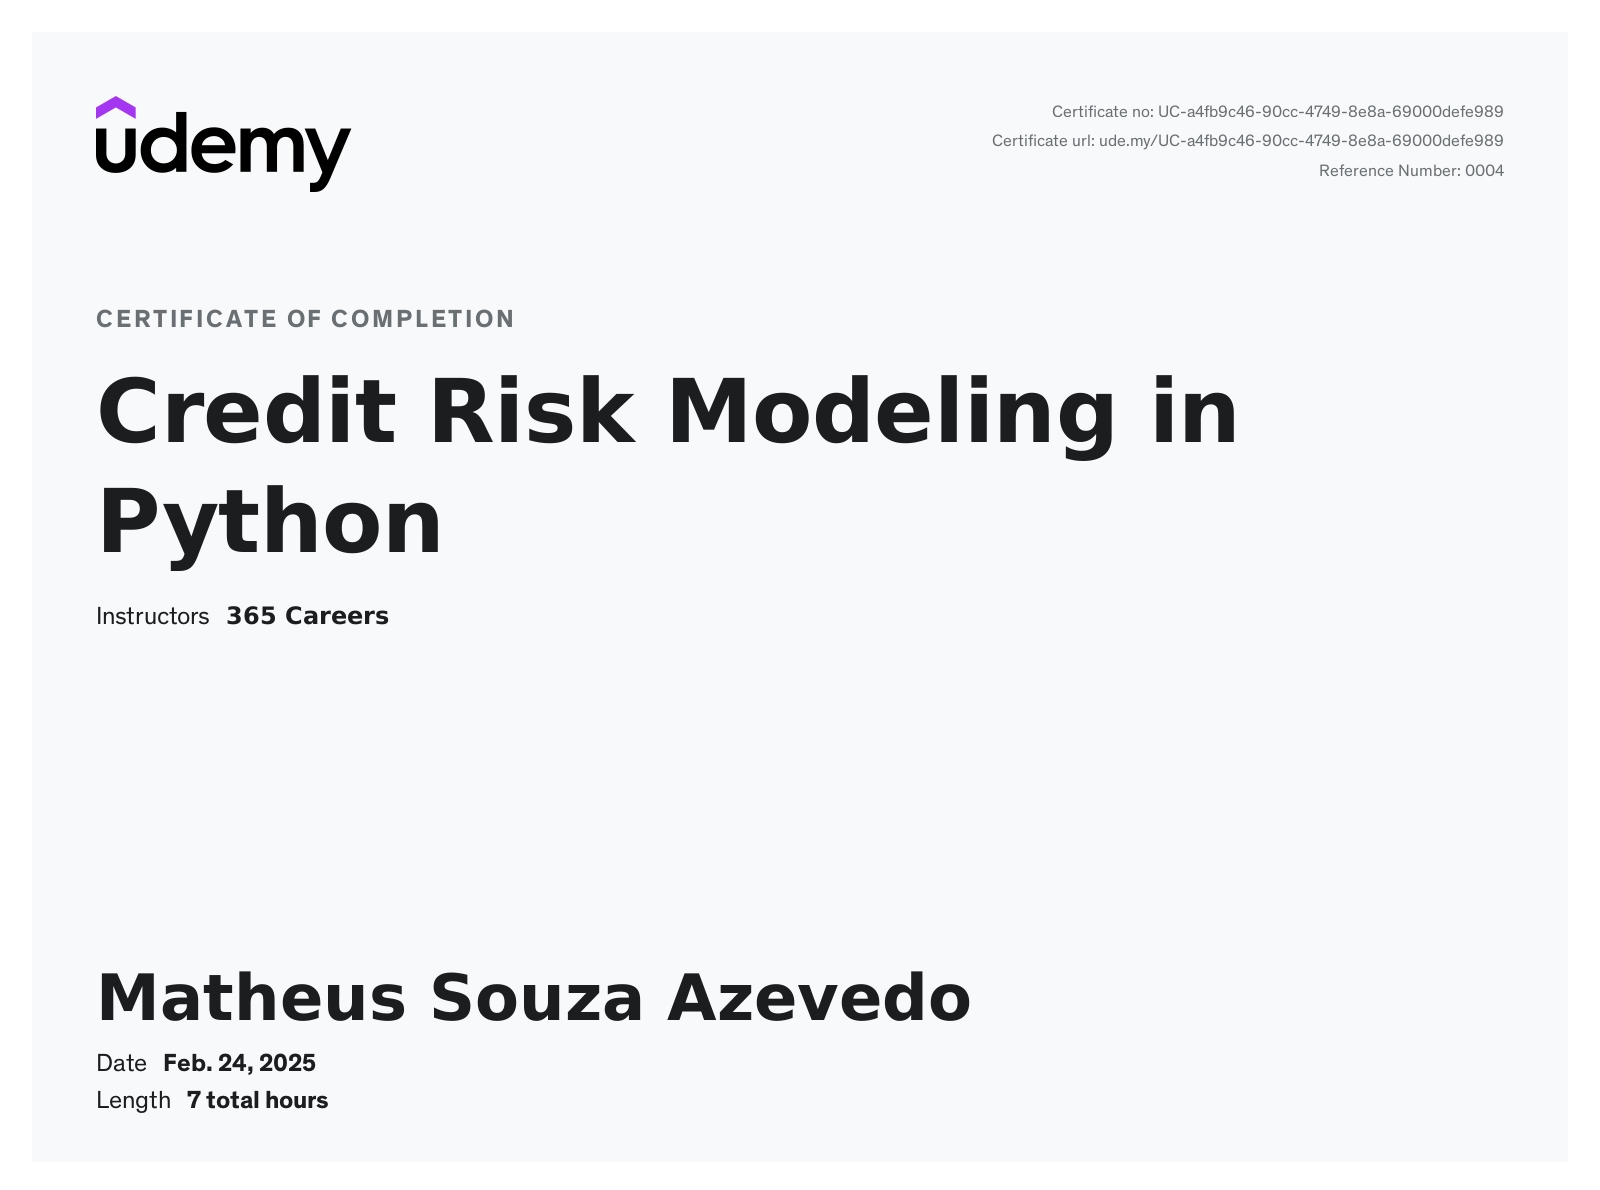 udemy
Certificate no: UC-a4fb9c46-90cc-4749-8e8a-69000defe989
Certificate url: ude.my/UC-a4fb9c46-90cc-4749-8e8a-69000defe989
Reference Number: 0004
CERTIFICATE OF COMPLETION
Credit Risk Modeling in
Python
Instructors 365 Careers
Matheus Souza Azevedo
Date Feb. 24, 2025
Length 7 total hours